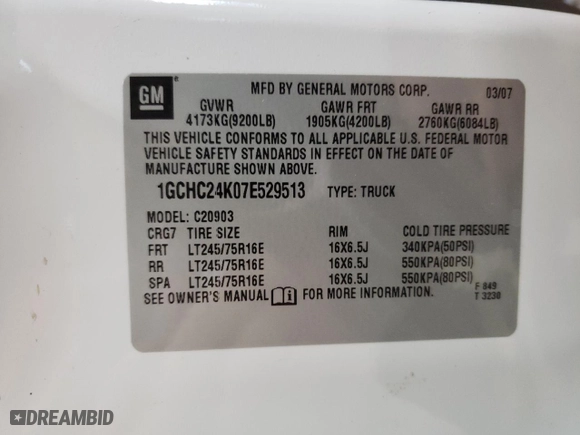 GM
MFD BY GENERAL MOTORS CORP. 03/07
GVWR GAWR FRT GAWR RR
4173KG(9200LB) 1905KG(4200LB) 2760KG(6084LB)
THIS VEHICLE CONFORMS TO ALL APPLICABLE U.S. FEDERAL MOTOR
VEHICLE SAFETY STANDARDS IN EFFECT ON THE DATE OF
MANUFACTURE SHOWN ABOVE.
1GCHC24K07E529513 TYPE: TRUCK
MODEL: C20903
CRG7 TIRE SIZE RIM COLD TIRE PRESSURE
FRT LT245/75R16E 16X6.5J 340KPA(50PSI)
RR LT245/75R16E 16X6.5J 550KPA(80PSI)
SPA LT245/75R16E 16X6.5J 550KPA(80PSI)
SEE OWNER'S MANUAL FOR MORE INFORMATION.
F 849
T 3230
DREAMBID